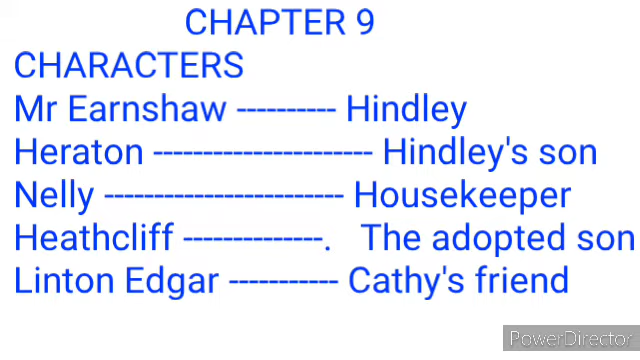 CHAPTER 9
CHARACTERS
Mr Earnshaw ---------- Hindley
Heraton ---------------------- Hindley's son
Nelly ------------------------ Housekeeper
Heathcliff --------------. The adopted son
Linton Edgar ----------- Cathy's friend
PowerDirector